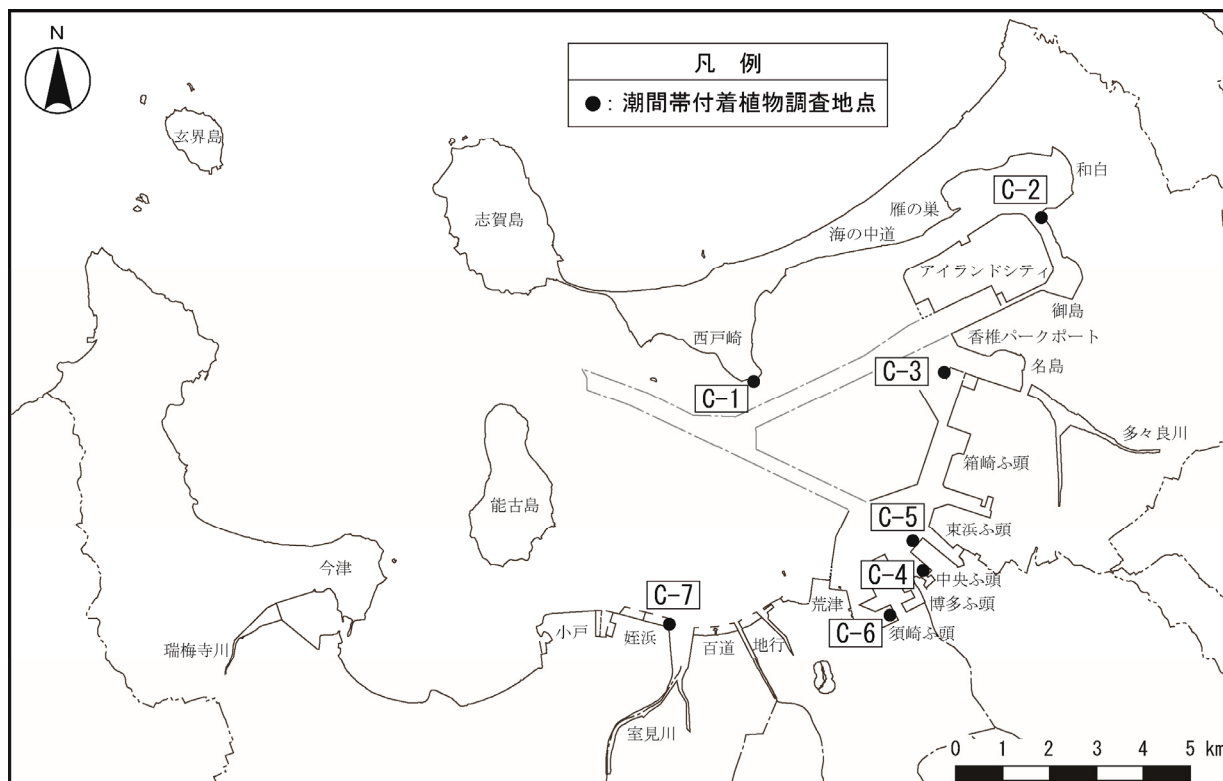 N
凡 例
●: 潮間帯付着植物調査地点
玄界島
志賀島
和白
C-2
雁の巣
海の中道
アイランドシティ
御島
西戸崎
香椎パークポート
名島
C-3
C-1
多々良川
箱崎ふ頭
能古島
C-5
東浜ふ頭
今津
C-4
中央ふ頭
C-7
荒津
博多ふ頭
小戸
姪浜
百道
地行
C-6
須崎ふ頭
瑞梅寺川
室見川
0 1 2 3 4 5 km